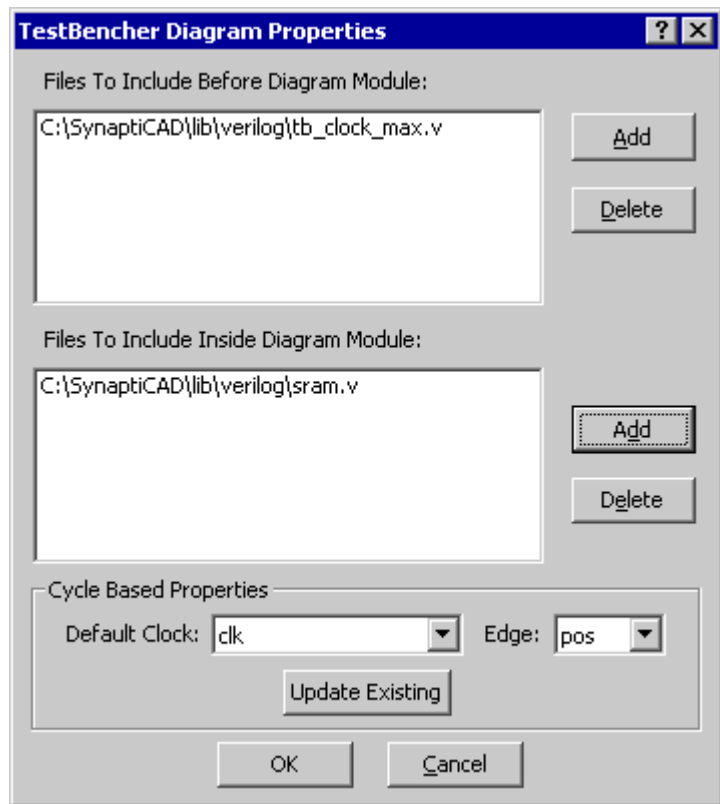 TestBencher Diagram Properties ? X
Files To Include Before Diagram Module:
C:\SynaptiCAD\lib\verilog\tb_clock_max.v
Add
Delete
Files To Include Inside Diagram Module:
C:\SynaptiCAD\lib\verilog\sram.v
Add
Delete
Cycle Based Properties
Default Clock: clk Edge: pos
Update Existing
OK Cancel